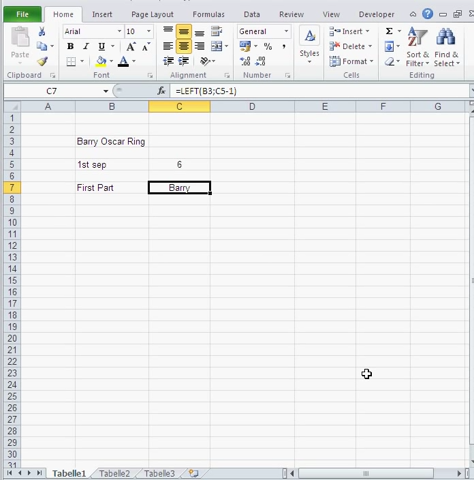 File Home Insert Page Layout Formulas Data Review View Developer
Arial 10 General Insert
Paste B I U % Styles Delete Sort & Find &
Format Filter Select
Clipboard Font Alignment Number Cells Editing
C7 fx =LEFT(B3;C5-1)
A B C D E F G
1
2
3 Barry Oscar Ring
4
5 1st sep 6
6
7 First Part Barry
8
9
10
11
12
13
14
15
16
17
18
19
20
21
22
23
24
25
26
27
28
29
30
31
Tabelle1 Tabelle2 Tabelle3